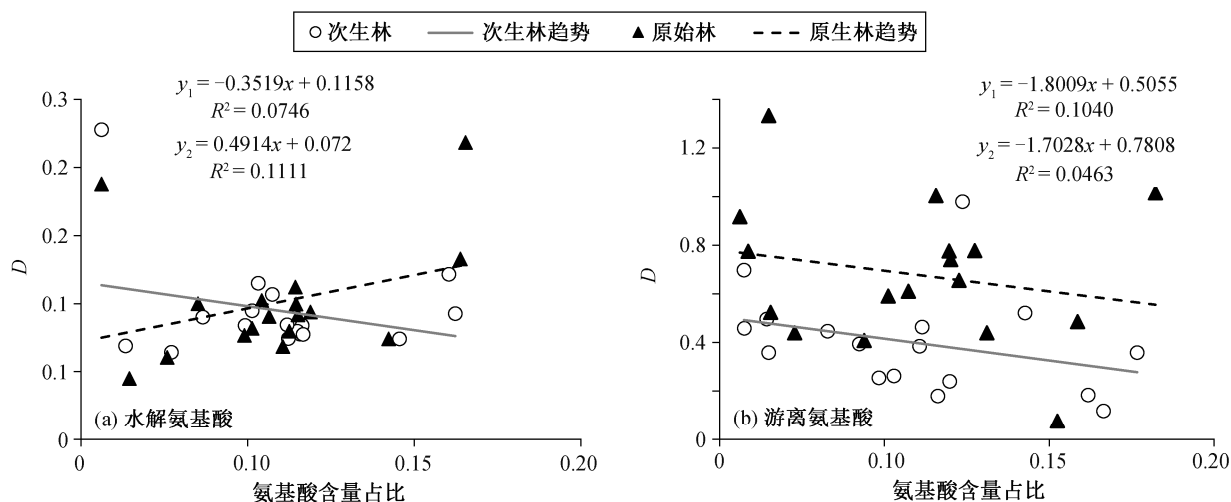 次生林 次生林趋势 原始林 原生林趋势
y1 = −0.3519x + 0.1158
R² = 0.0746
y2 = 0.4914x + 0.072
R² = 0.1111
0.3
0.2
0.2
0.1
0.1
0
D
(a) 水解氨基酸
0 0.10 0.15 0.20
氨基酸含量占比
y1 = −1.8009x + 0.5055
R² = 0.1040
y2 = −1.7028x + 0.7808
R² = 0.0463
1.2
0.8
0.4
0
D
(b) 游离氨基酸
0 0.10 0.15 0.20
氨基酸含量占比